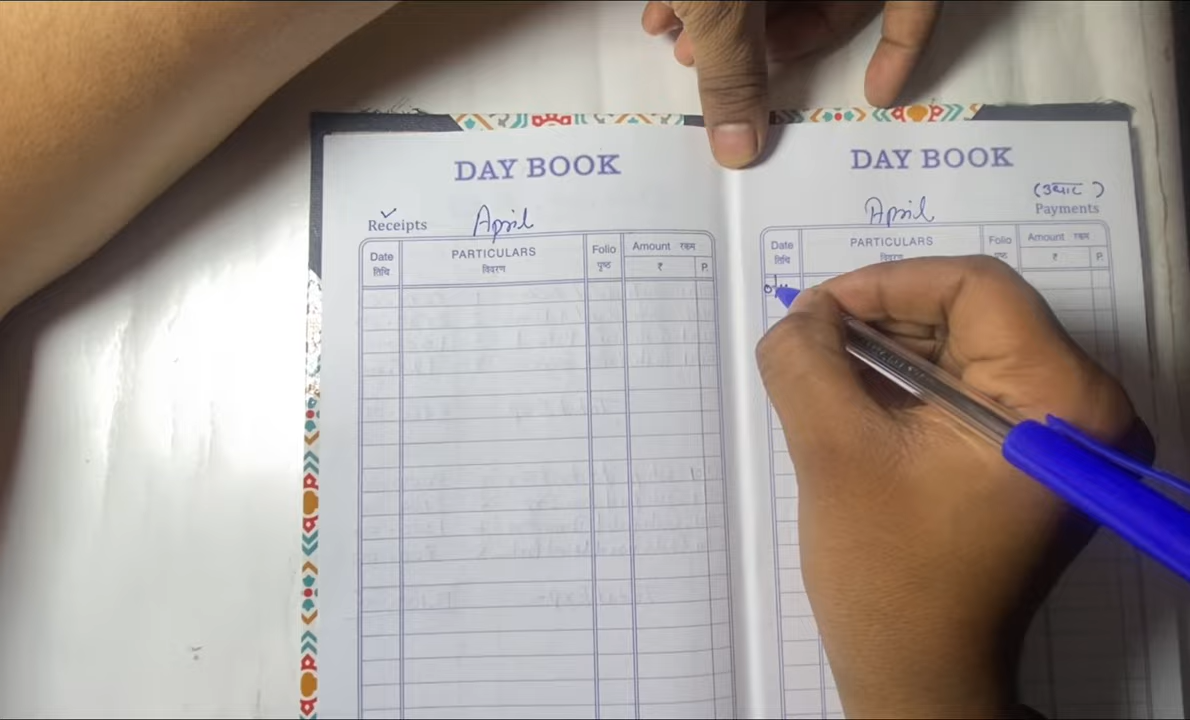 DAY BOOK
✓
Receipts April
Date तिथि PARTICULARS विवरण Folio पृष्ठ Amount रकम ₹ P.
DAY BOOK
(उधार)
April Payments
Date तिथि PARTICULARS विवरण Folio पृष्ठ Amount रकम ₹ P.